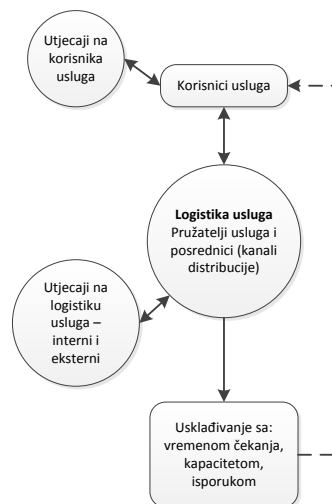 Utjecaji na
korisnika
usluga
Korisnici usluga
Logistika usluga
Pružatelji usluga i
posrednici (kanali
distribucije)
Utjecaji na
logistiku
usluga –
interni i
eksterni
Usklađivanje sa:
vremenom čekanja,
kapacitetom,
isporukom